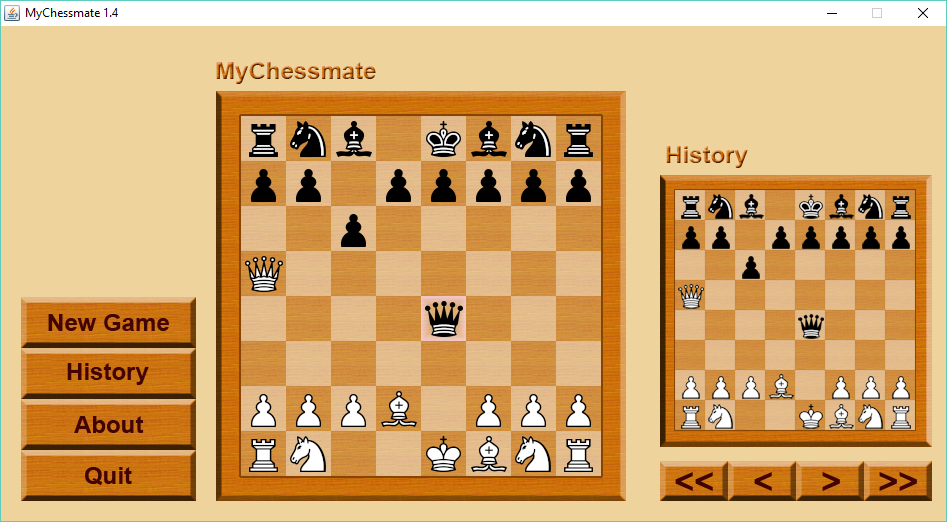 MyChessmate 1.4
MyChessmate
History
New Game
History
About
Quit
<< < > >>